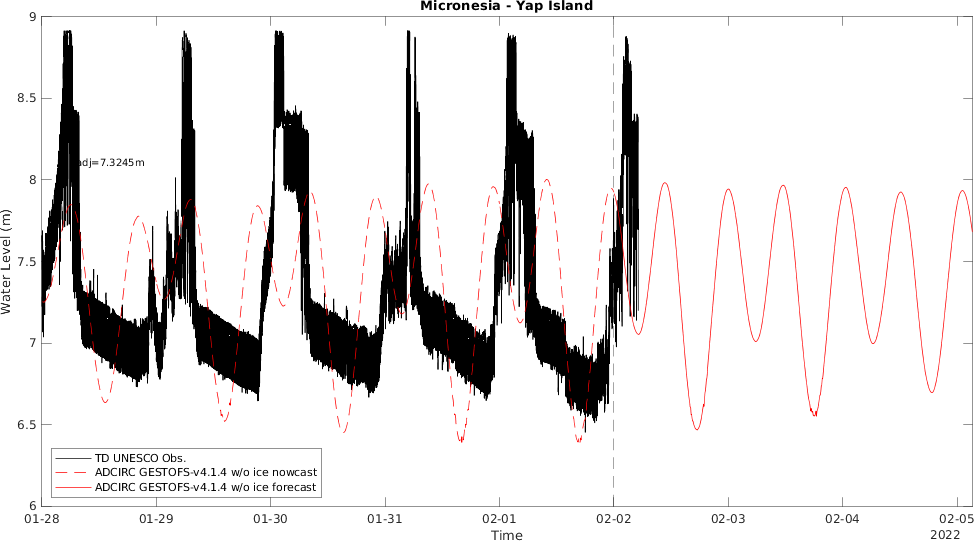 Micronesia - Yap Island
9
8.5
8
7.5
7
6.5
6
Water Level (m)
adj=7.3245m
TD UNESCO Obs.
ADCIRC GESTOFS-v4.1.4 w/o ice nowcast
ADCIRC GESTOFS-v4.1.4 w/o ice forecast
01-28 01-29 01-30 01-31 02-01 02-02 02-03 02-04 02-05
Time 2022